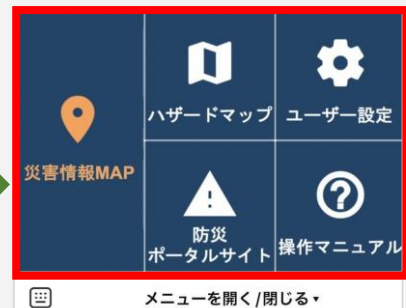 災害情報MAP
ハザードマップ
ユーザー設定
防災
ポータルサイト
操作マニュアル
メニューを開く/閉じる▾